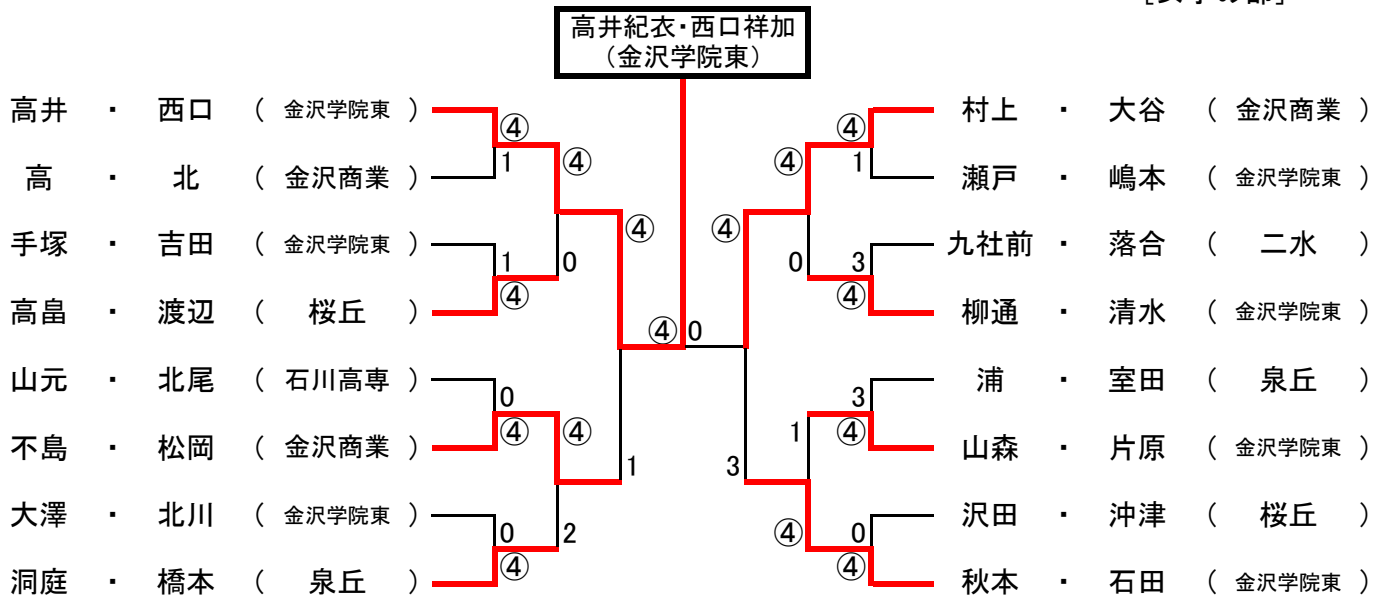 高井紀衣・西口祥加
（金沢学院東）
高井 ・ 西口 （ 金沢学院東 ）
④
1
高 ・ 北 （ 金沢商業 ）
④
手塚 ・ 吉田 （ 金沢学院東 ）
1
0
④
高畠 ・ 渡辺 （ 桜丘 ）
④
山元 ・ 北尾 （ 石川高専 ）
0
④
④
不島 ・ 松岡 （ 金沢商業 ）
1
大澤 ・ 北川 （ 金沢学院東 ）
0
2
④
洞庭 ・ 橋本 （ 泉丘 ）
④ 0
村上 ・ 大谷 （ 金沢商業 ）
④
1
瀬戸 ・ 嶋本 （ 金沢学院東 ）
④
九社前 ・ 落合 （ 二水 ）
3
0
④
柳通 ・ 清水 （ 金沢学院東 ）
④
浦 ・ 室田 （ 泉丘 ）
3
1
④
山森 ・ 片原 （ 金沢学院東 ）
3
沢田 ・ 沖津 （ 桜丘 ）
0
④
④
秋本 ・ 石田 （ 金沢学院東 ）